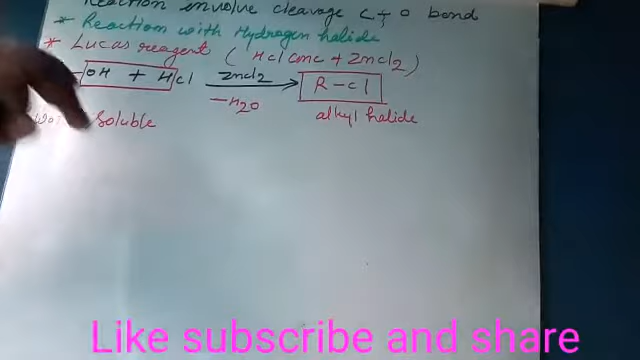 Reaction involve cleavage C ÷ O bond
* Reaction with Hydrogen halide
* Lucas reagent ( Hcl conc + Zncl2 )
OH + Hcl Zncl2 R - cl
-H2O
soluble alkyl halide
Like subscribe and share